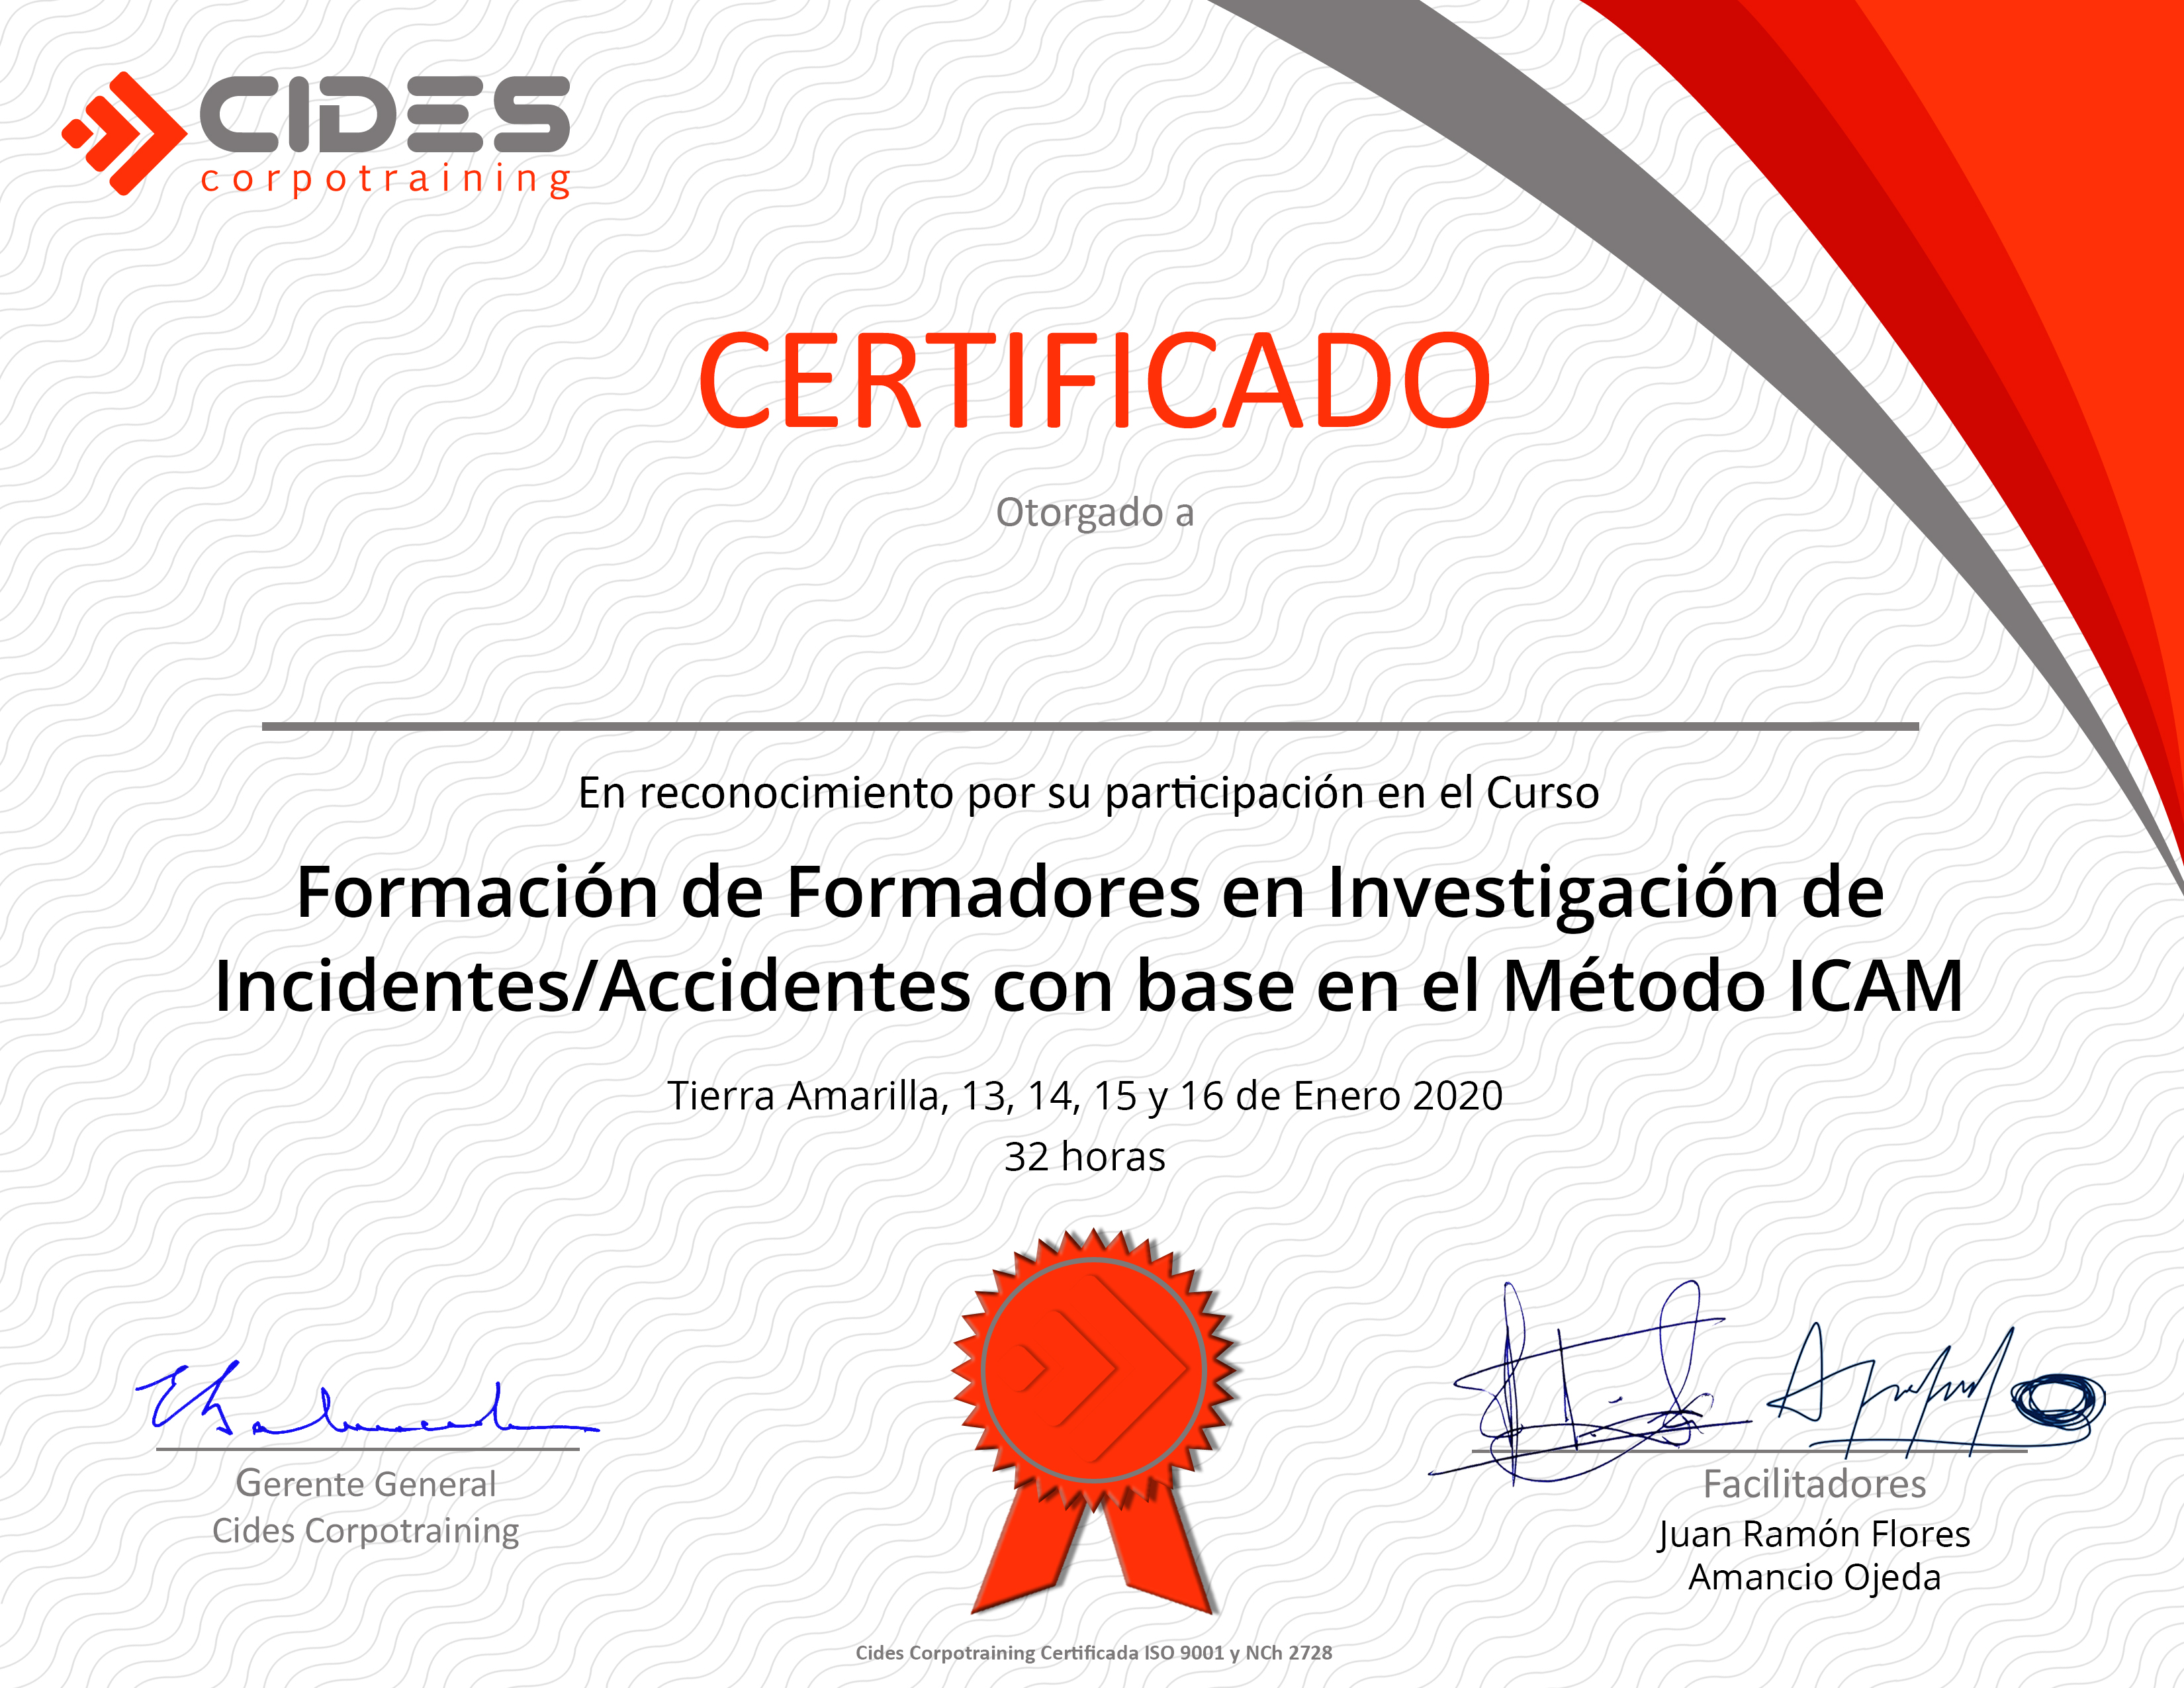 CIDES
corpotraining
CERTIFICADO
Otorgado a
En reconocimiento por su participación en el Curso
Formación de Formadores en Investigación de
Incidentes/Accidentes con base en el Método ICAM
Tierra Amarilla, 13, 14, 15 y 16 de Enero 2020
32 horas
Gerente General
Cides Corpotraining
Facilitadores
Juan Ramón Flores
Amancio Ojeda
Cides Corpotraining Certificada ISO 9001 y NCh 2728